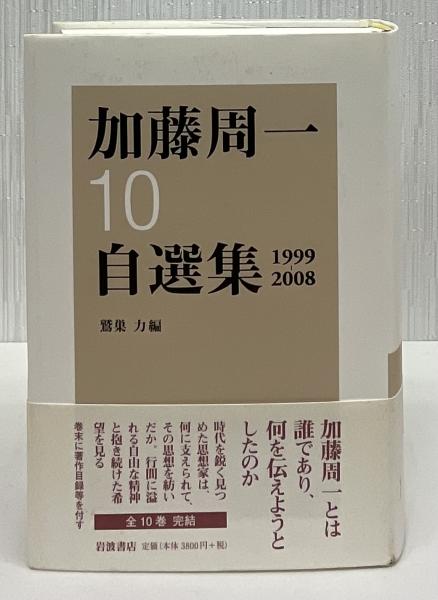 加藤周一
10
自選集
1999
-
2008
鷲巣 力編
加藤周一とは
誰であり、
何を伝えようと
したのか
時代を鋭く見つ
めた思想家は、
何に支えられて、
その思想を紡い
だか。行間に溢
れる自由な精神
と抱き続けた希
望を見る
巻末に著作目録等を付す
全10巻 完結
岩波書店 定価(本体 3800円+税)